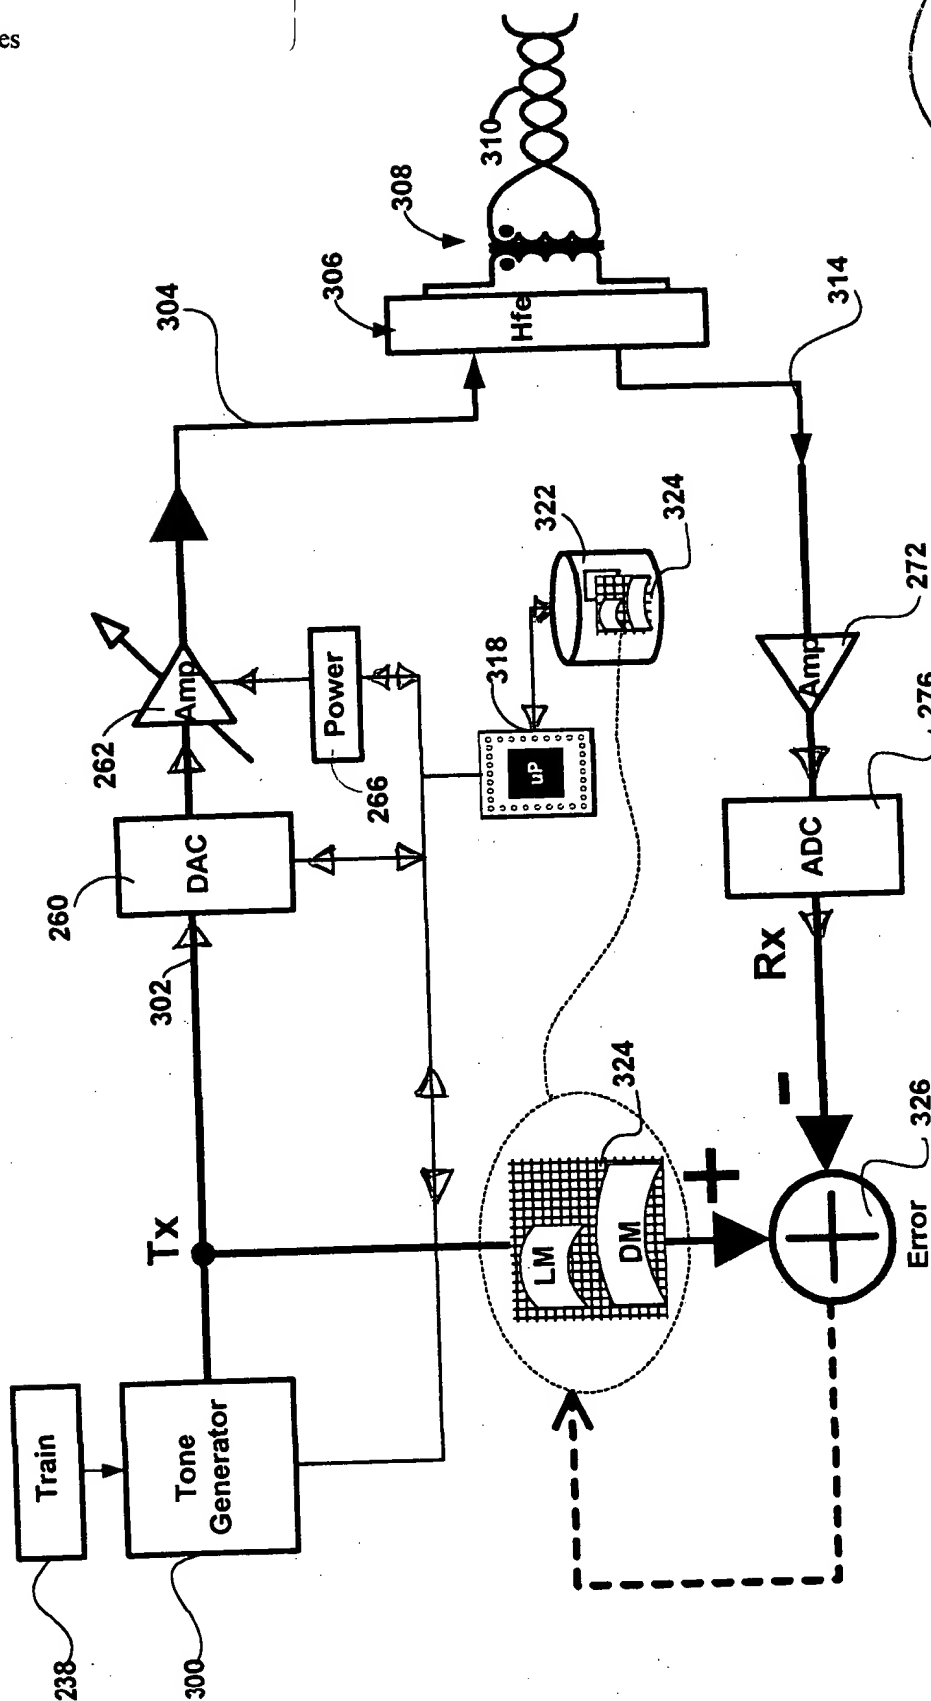 es
238
Train
300
Tone
Generator
Tx
302
260
DAC
262
Amp
266
Power
304
306
Hfe
308
310
314
318
uP
322
324
LM
DM
324
+
-
Rx
ADC
276
Amp
272
326
Error